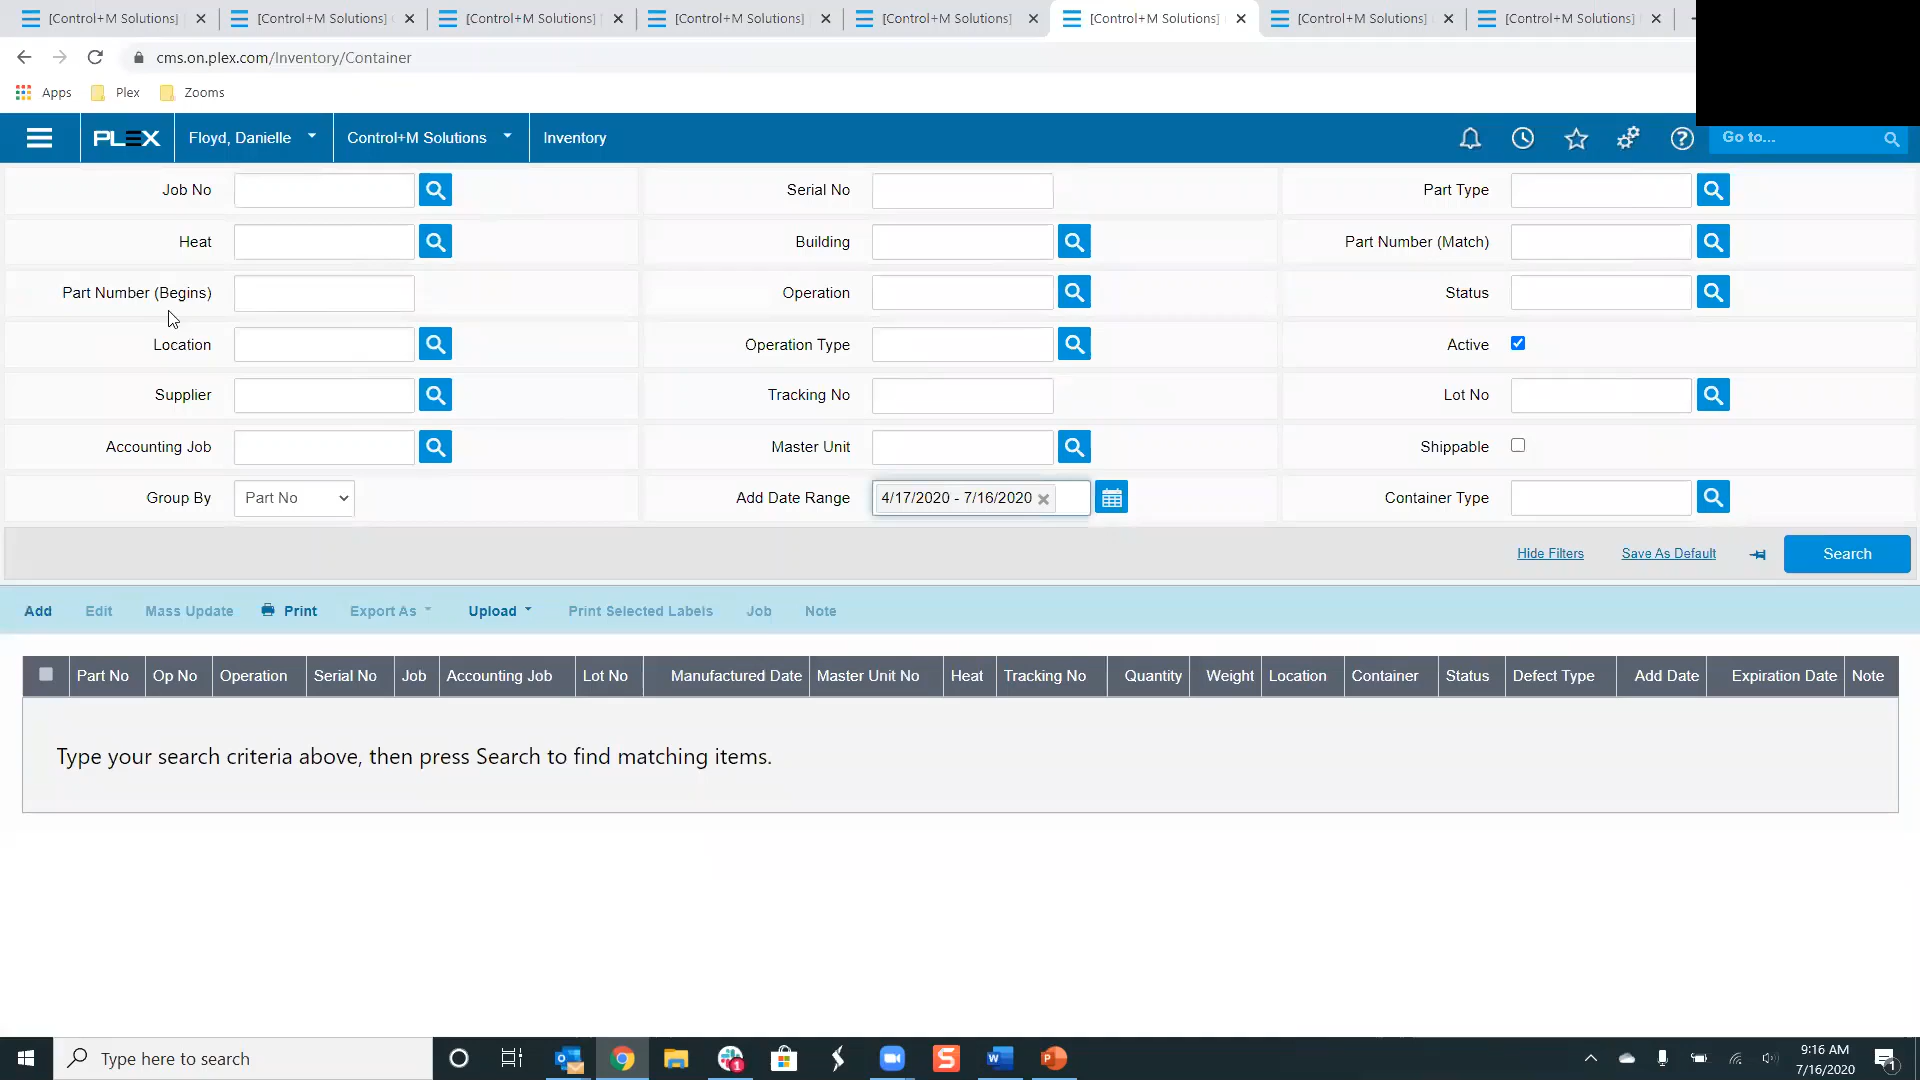 [Control+M Solutions] [Control+M Solutions] [Control+M Solutions] [Control+M Solutions] [Control+M Solutions] [Control+M Solutions] [Control+M Solutions] [Control+M Solutions]
cms.on.plex.com/Inventory/Container
Apps Plex Zooms
PLEX Floyd, Danielle Control+M Solutions Inventory Go to...
Job No Serial No Part Type
Heat Building Part Number (Match)
Part Number (Begins) Operation Status
Location Operation Type Active
Supplier Tracking No Lot No
Accounting Job Master Unit Shippable
Group By Part No Add Date Range 4/17/2020 - 7/16/2020 Container Type
Hide Filters Save As Default Search
Add Edit Mass Update Print Export As Upload Print Selected Labels Job Note
Part No Op No Operation Serial No Job Accounting Job Lot No Manufactured Date Master Unit No Heat Tracking No Quantity Weight Location Container Status Defect Type Add Date Expiration Date Note
Type your search criteria above, then press Search to find matching items.
Type here to search 9:16 AM
7/16/2020